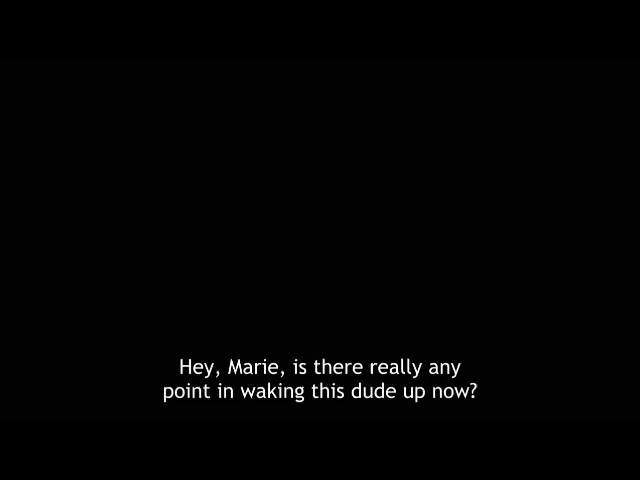 Hey, Marie, is there really any
point in waking this dude up now?